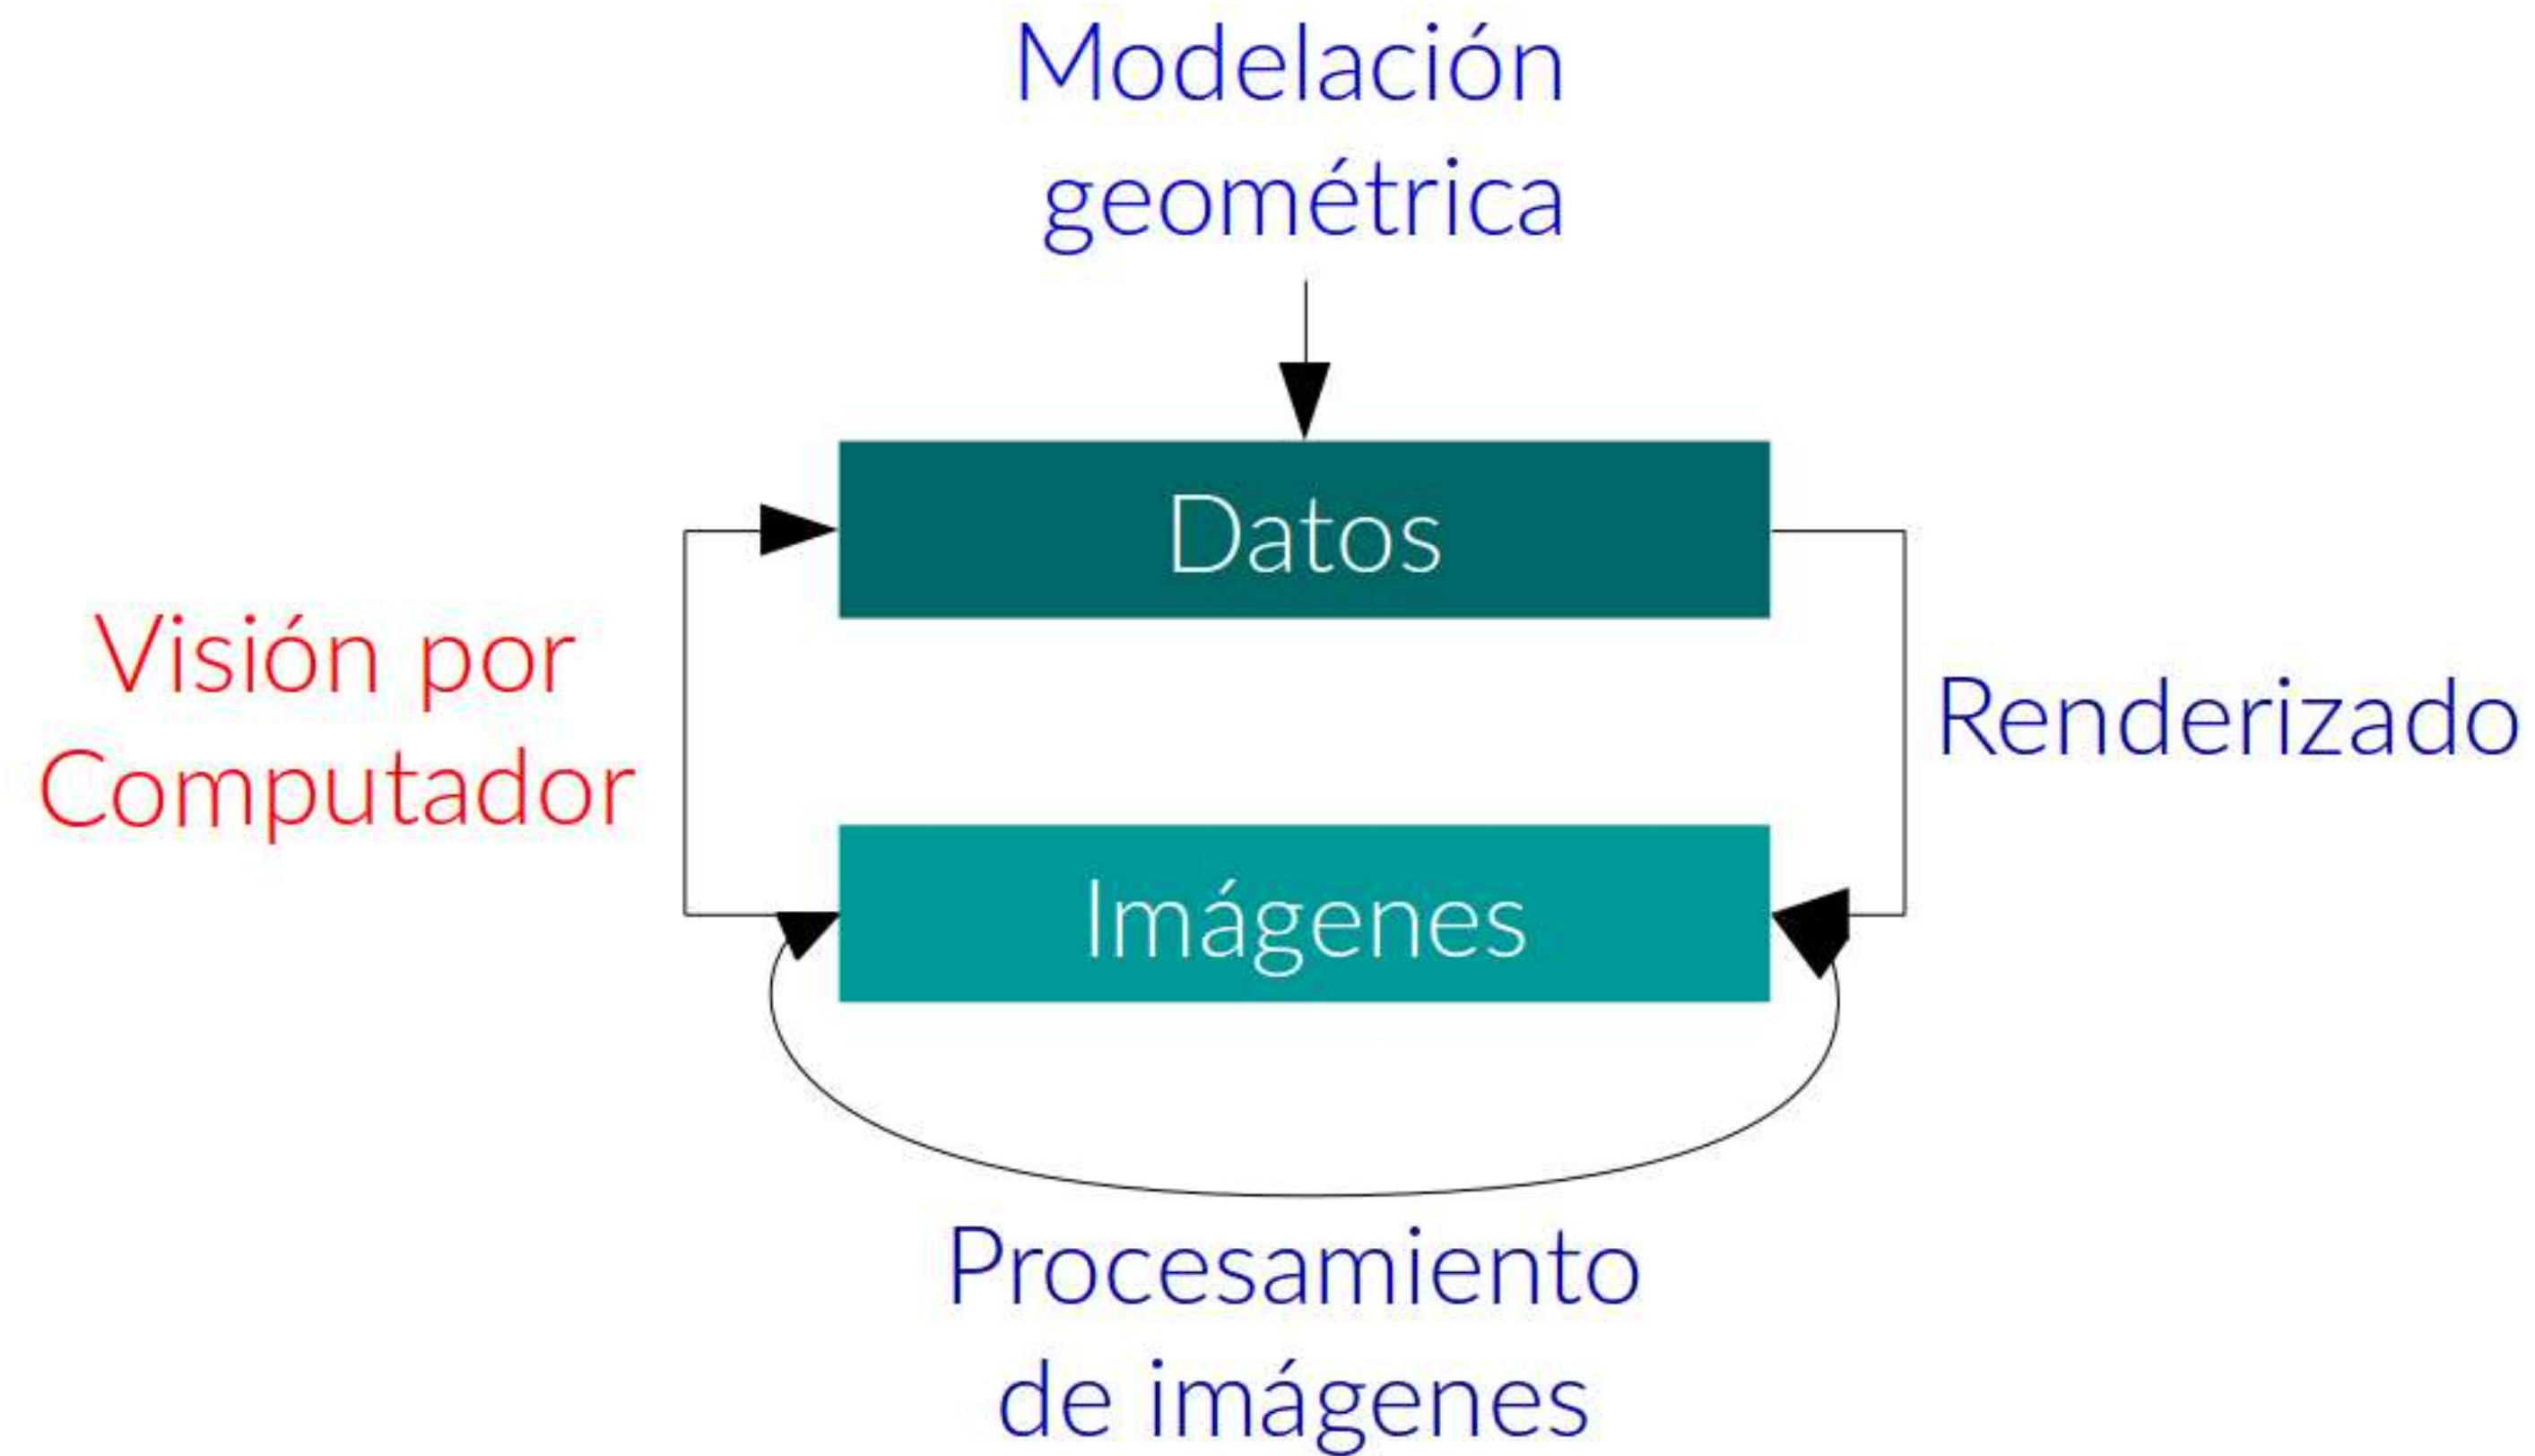 Modelación
geométrica
Datos
Visión por
Computador
Renderizado
Imágenes
Procesamiento
de imágenes